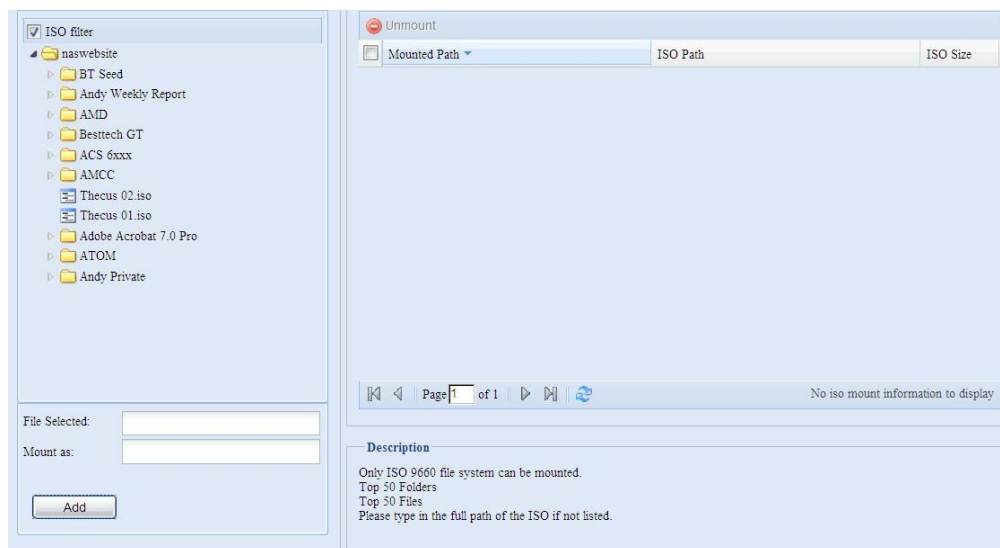 ISO filter
naswebsite
BT Seed
Andy Weekly Report
AMD
Besttech GT
ACS 6xxx
AMCC
Thecus 02.iso
Thecus 01.iso
Adobe Acrobat 7.0 Pro
ATOM
Andy Private
File Selected:
Mount as:
Add
Unmount
Mounted Path ISO Path ISO Size
Page 1 of 1 No iso mount information to display
Description
Only ISO 9660 file system can be mounted.
Top 50 Folders
Top 50 Files
Please type in the full path of the ISO if not listed.